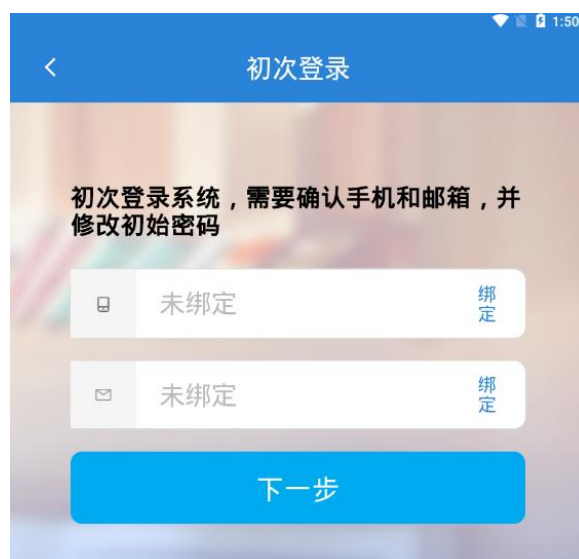 1:50
初次登录
初次登录系统，需要确认手机和邮箱，并
修改初始密码
未绑定
绑
定
未绑定
绑
定
下一步